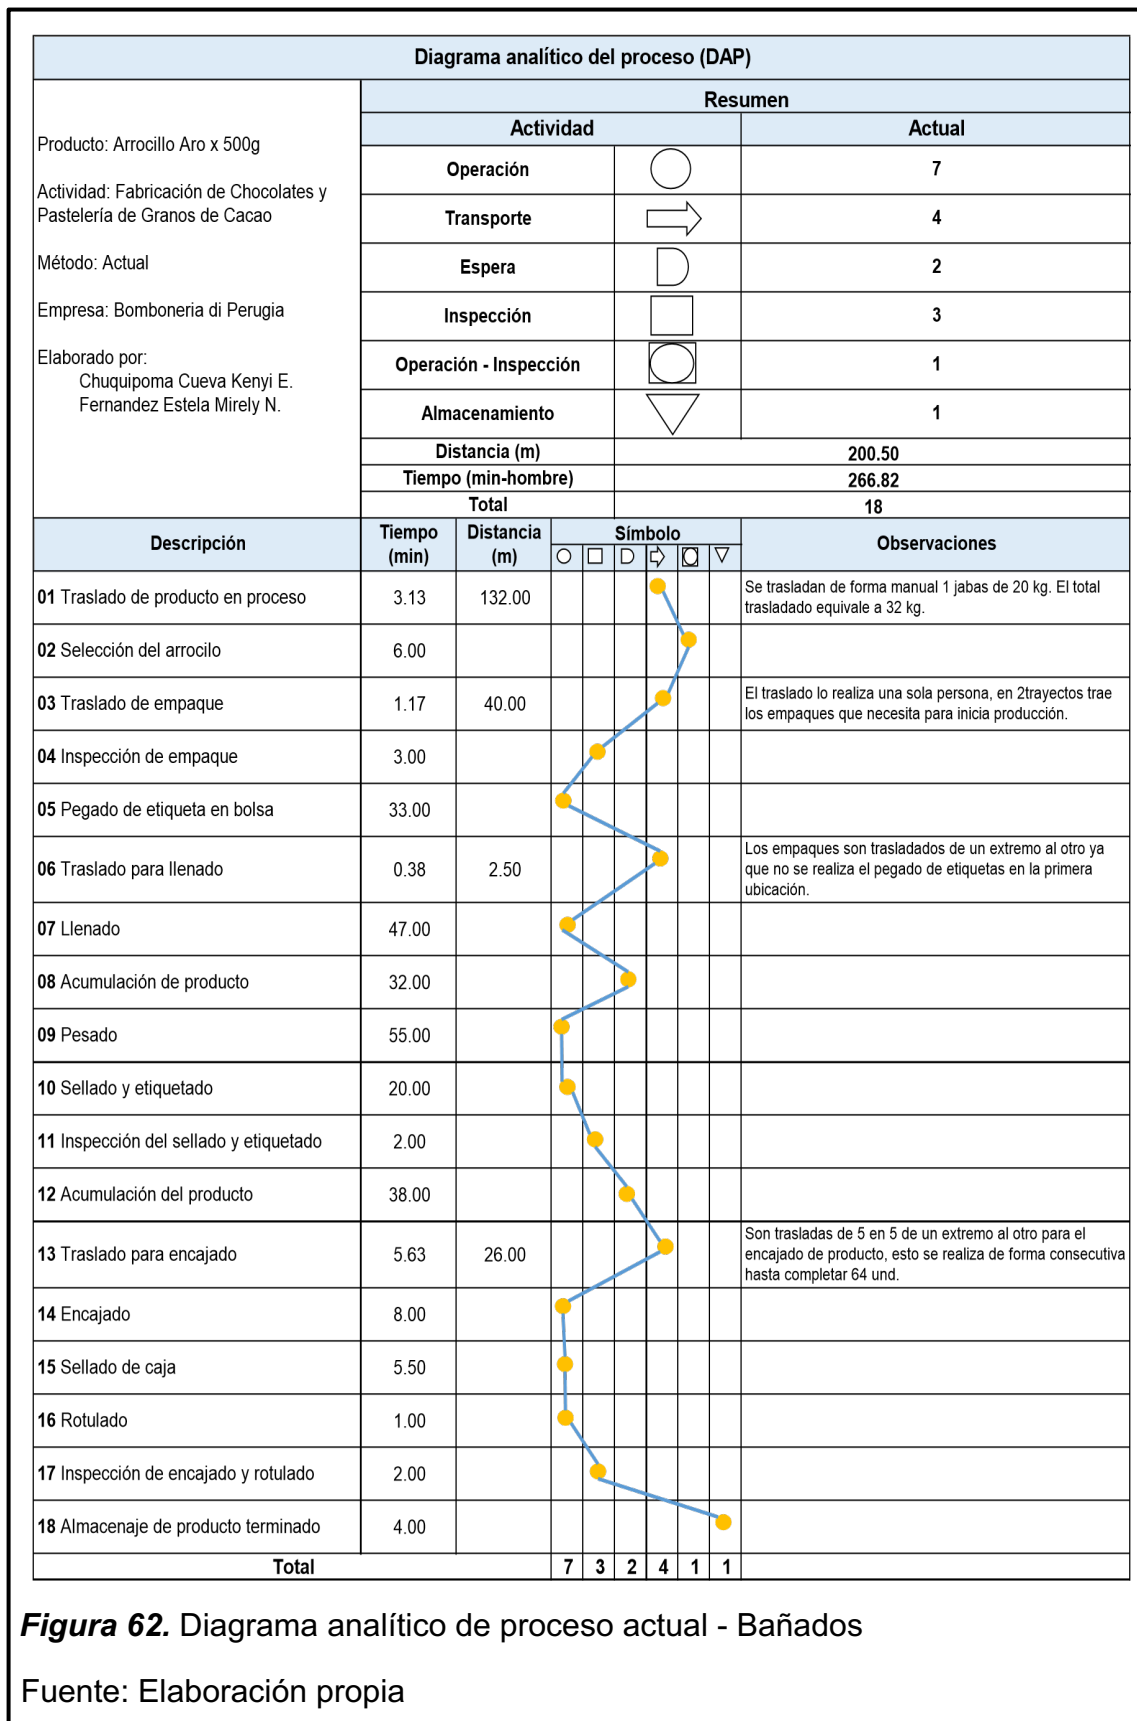 Diagrama analítico del proceso (DAP)
Producto: Arrocillo Aro x 500g
Actividad: Fabricación de Chocolates y
Pastelería de Granos de Cacao
Método: Actual
Empresa: Bomboneria di Perugia
Elaborado por:
Chuquipoma Cueva Kenyi E.
Fernandez Estela Mirely N.
Resumen
Actividad Actual
Operación 7
Transporte 4
Espera 2
Inspección 3
Operación - Inspección 1
Almacenamiento 1
Distancia (m) 200.50
Tiempo (min-hombre) 266.82
Total 18
Descripción Tiempo (min) Distancia (m) Símbolo Observaciones
01 Traslado de producto en proceso 3.13 132.00 Se trasladan de forma manual 1 jabas de 20 kg. El total
trasladado equivale a 32 kg.
02 Selección del arrocilo 6.00
03 Traslado de empaque 1.17 40.00 El traslado lo realiza una sola persona, en 2trayectos trae
los empaques que necesita para inicia producción.
04 Inspección de empaque 3.00
05 Pegado de etiqueta en bolsa 33.00
06 Traslado para llenado 0.38 2.50 Los empaques son trasladados de un extremo al otro ya
que no se realiza el pegado de etiquetas en la primera
ubicación.
07 Llenado 47.00
08 Acumulación de producto 32.00
09 Pesado 55.00
10 Sellado y etiquetado 20.00
11 Inspección del sellado y etiquetado 2.00
12 Acumulación del producto 38.00
13 Traslado para encajado 5.63 26.00 Son trasladas de 5 en 5 de un extremo al otro para el
encajado de producto, esto se realiza de forma consecutiva
hasta completar 64 und.
14 Encajado 8.00
15 Sellado de caja 5.50
16 Rotulado 1.00
17 Inspección de encajado y rotulado 2.00
18 Almacenaje de producto terminado 4.00
Total 7 3 2 4 1 1
Figura 62. Diagrama analítico de proceso actual - Bañados
Fuente: Elaboración propia